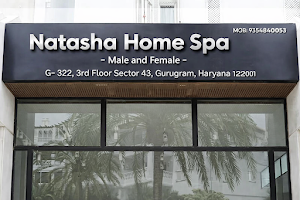 MOB: 9354840053
Natasha Home Spa
- Male and Female -
G- 322, 3rd Floor Sector 43, Gurugram, Haryana 122001